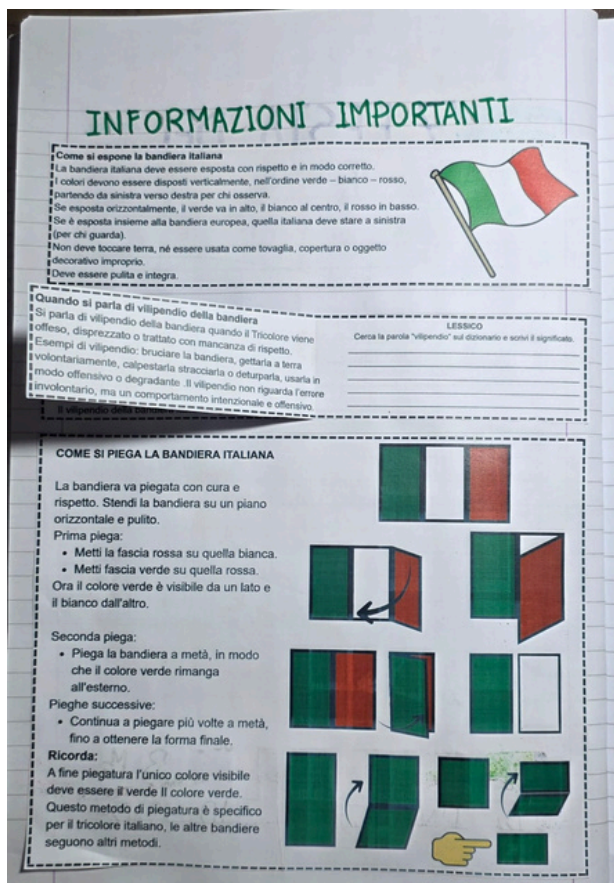 INFORMAZIONI IMPORTANTI
Come si espone la bandiera italiana
La bandiera italiana deve essere esposta con rispetto e in modo corretto.
I colori devono essere disposti verticalmente, nell'ordine verde – bianco – rosso,
partendo da sinistra verso destra per chi osserva.
Se esposta orizzontalmente, il verde va in alto, il bianco al centro, il rosso in basso.
Se è esposta insieme alla bandiera europea, quella italiana deve stare a sinistra
(per chi guarda).
Non deve toccare terra, né essere usata come tovaglia, copertura o oggetto
decorativo improprio.
Deve essere pulita e integra.
Quando si parla di vilipendio della bandiera
Si parla di vilipendio della bandiera quando il Tricolore viene
offeso, disprezzato o trattato con mancanza di rispetto.
Esempi di vilipendio: bruciare la bandiera, gettarla a terra
volontariamente, calpestarla stracciarla o deturparla, usarla in
modo offensivo o degradante .Il vilipendio non riguarda l'errore
involontario, ma un comportamento intenzionale e offensivo.
Il vilipendio della bandiera
LESSICO
Cerca la parola "vilipendio" sul dizionario e scrivi il significato.
COME SI PIEGA LA BANDIERA ITALIANA
La bandiera va piegata con cura e
rispetto. Stendi la bandiera su un piano
orizzontale e pulito.
Prima piega:
• Metti la fascia rossa su quella bianca.
• Metti fascia verde su quella rossa.
Ora il colore verde è visibile da un lato e
il bianco dall'altro.
Seconda piega:
• Piega la bandiera a metà, in modo
che il colore verde rimanga
all'esterno.
Pieghe successive:
• Continua a piegare più volte a metà,
fino a ottenere la forma finale.
Ricorda:
A fine piegatura l'unico colore visibile
deve essere il verde Il colore verde.
Questo metodo di piegatura è specifico
per il tricolore italiano, le altre bandiere
seguono altri metodi.